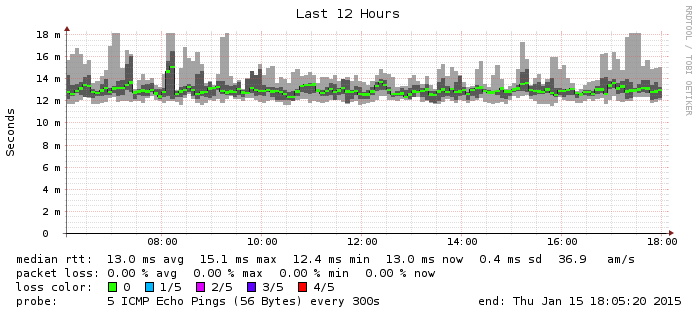 Last 12 Hours
RRDTOOL / TOBI OETIKER
Seconds
18 m
16 m
14 m
12 m
10 m
8 m
6 m
4 m
2 m
0
08:00 10:00 12:00 14:00 16:00 18:00
median rtt: 13.0 ms avg 15.1 ms max 12.4 ms min 13.0 ms now 0.4 ms sd 36.9 am/s
packet loss: 0.00 % avg 0.00 % max 0.00 % min 0.00 % now
loss color: 0 1/5 2/5 3/5 4/5
probe: 5 ICMP Echo Pings (56 Bytes) every 300s end: Thu Jan 15 18:05:20 2015